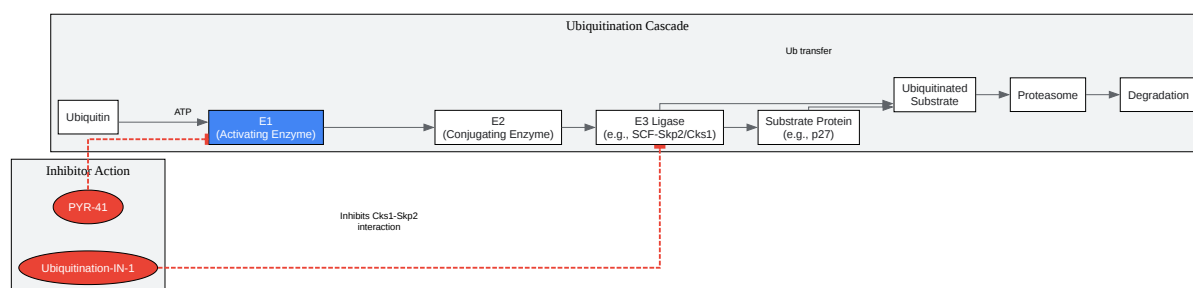 Ubiquitination Cascade
Ub transfer
Ubiquitin
ATP
E1
(Activating Enzyme)
E2
(Conjugating Enzyme)
E3 Ligase
(e.g., SCF-Skp2/Cks1)
Substrate Protein
(e.g., p27)
Ubiquitinated
Substrate
Proteasome
Degradation
Inhibitor Action
PYR-41
Ubiquitination-IN-1
Inhibits Cks1-Skp2
interaction